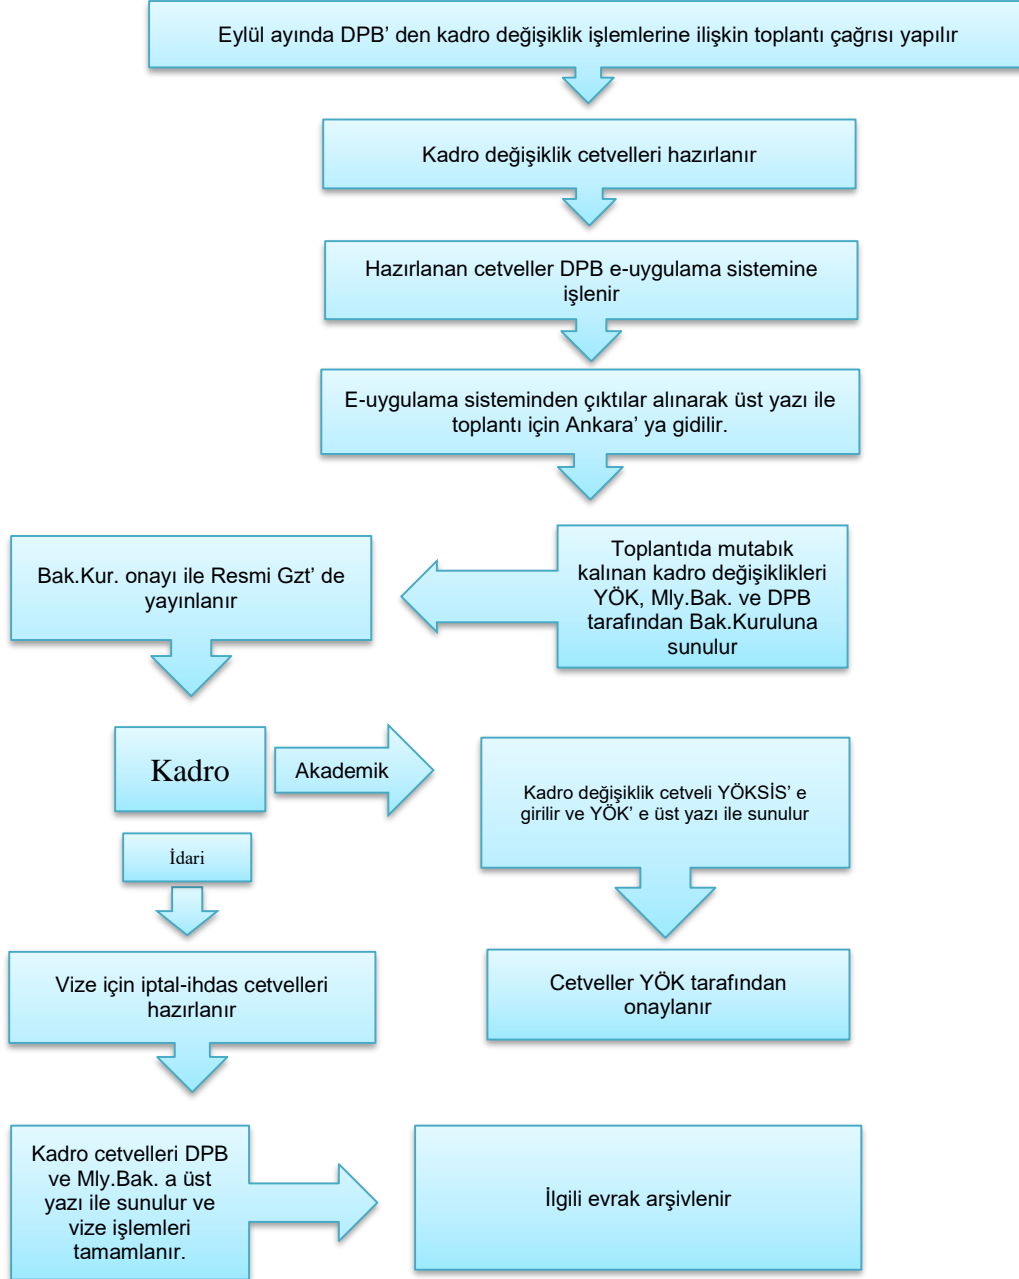 Eylül ayında DPB' den kadro değişiklik işlemlerine ilişkin toplantı çağrısı yapılır
Kadro değişiklik cetvelleri hazırlanır
Hazırlanan cetveller DPB e-uygulama sistemine
işlenir
E-uygulama sisteminden çıktılar alınarak üst yazı ile
toplantı için Ankara' ya gidilir.
Toplantıda mutabık
kalınan kadro değişiklikleri
YÖK, Mly.Bak. ve DPB
tarafından Bak.Kuruluna
sunulur
Bak.Kur. onayı ile Resmi Gzt' de
yayınlanır
Kadro
Akademik
Kadro değişiklik cetveli YÖKSİS' e
girilir ve YÖK' e üst yazı ile sunulur
İdari
Cetveller YÖK tarafından
onaylanır
Vize için iptal-ihdas cetvelleri
hazırlanır
Kadro cetvelleri DPB
ve Mly.Bak. a üst
yazı ile sunulur ve
vize işlemleri
tamamlanır.
İlgili evrak arşivlenir